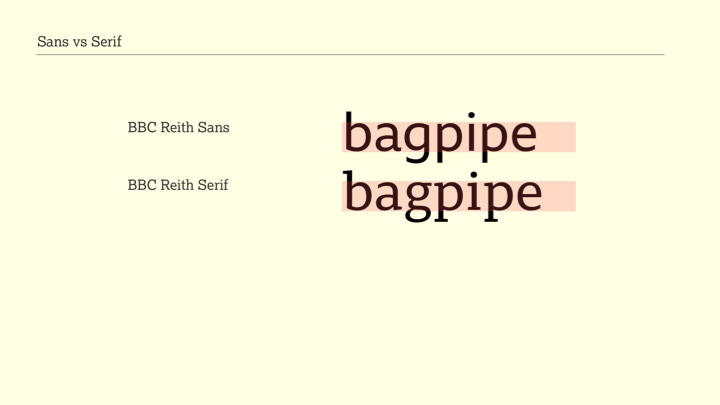 Sans vs Serif
BBC Reith Sans
bagpipe
BBC Reith Serif
bagpipe